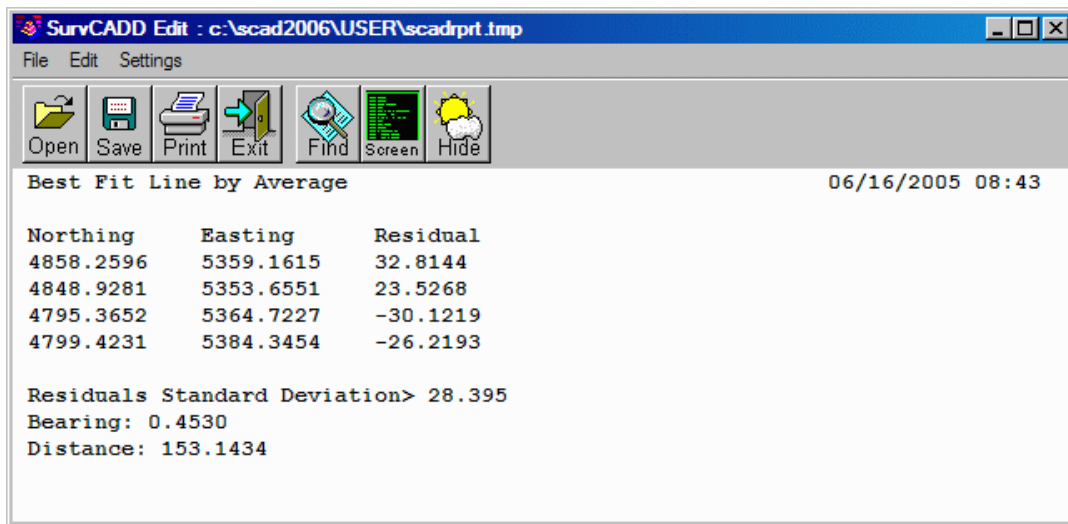 SurvCADD Edit : c:\scad2006\USER\scadrprt.tmp
File Edit Settings
Open Save Print Exit Find Screen Hide
Best Fit Line by Average 06/16/2005 08:43
Northing Easting Residual
4858.2596 5359.1615 32.8144
4848.9281 5353.6551 23.5268
4795.3652 5364.7227 -30.1219
4799.4231 5384.3454 -26.2193
Residuals Standard Deviation> 28.395
Bearing: 0.4530
Distance: 153.1434